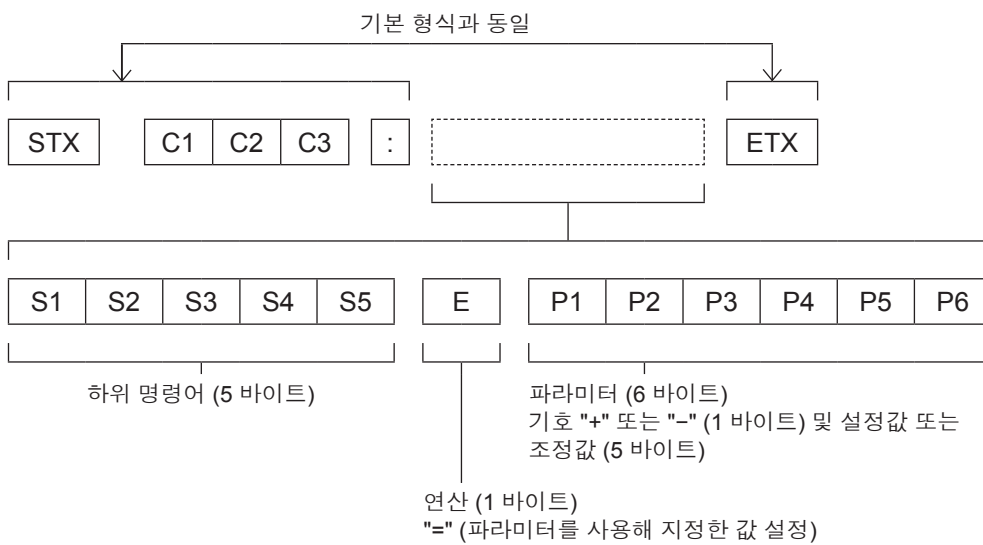 기본 형식과 동일
STX C1 C2 C3 : ETX
S1 S2 S3 S4 S5 E P1 P2 P3 P4 P5 P6
하위 명령어 (5 바이트)
파라미터 (6 바이트)
기호 "+" 또는 "−" (1 바이트) 및 설정값 또는
조정값 (5 바이트)
연산 (1 바이트)
"=" (파라미터를 사용해 지정한 값 설정)